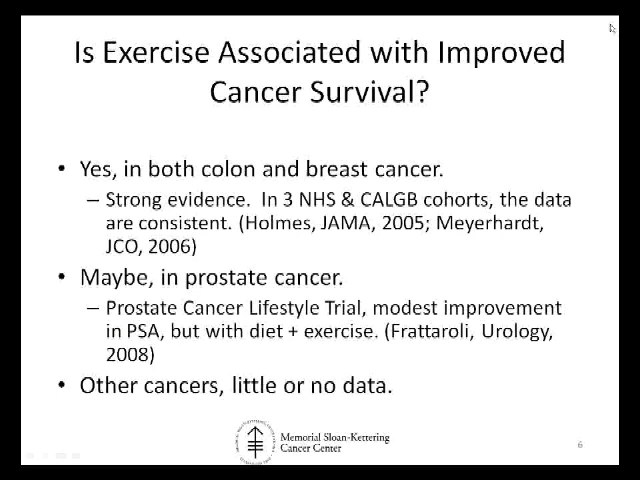 Is Exercise Associated with Improved
Cancer Survival?
• Yes, in both colon and breast cancer.
– Strong evidence. In 3 NHS & CALGB cohorts, the data
are consistent. (Holmes, JAMA, 2005; Meyerhardt,
JCO, 2006)
• Maybe, in prostate cancer.
– Prostate Cancer Lifestyle Trial, modest improvement
in PSA, but with diet + exercise. (Frattaroli, Urology,
2008)
• Other cancers, little or no data.
Memorial Sloan-Kettering
Cancer Center
6